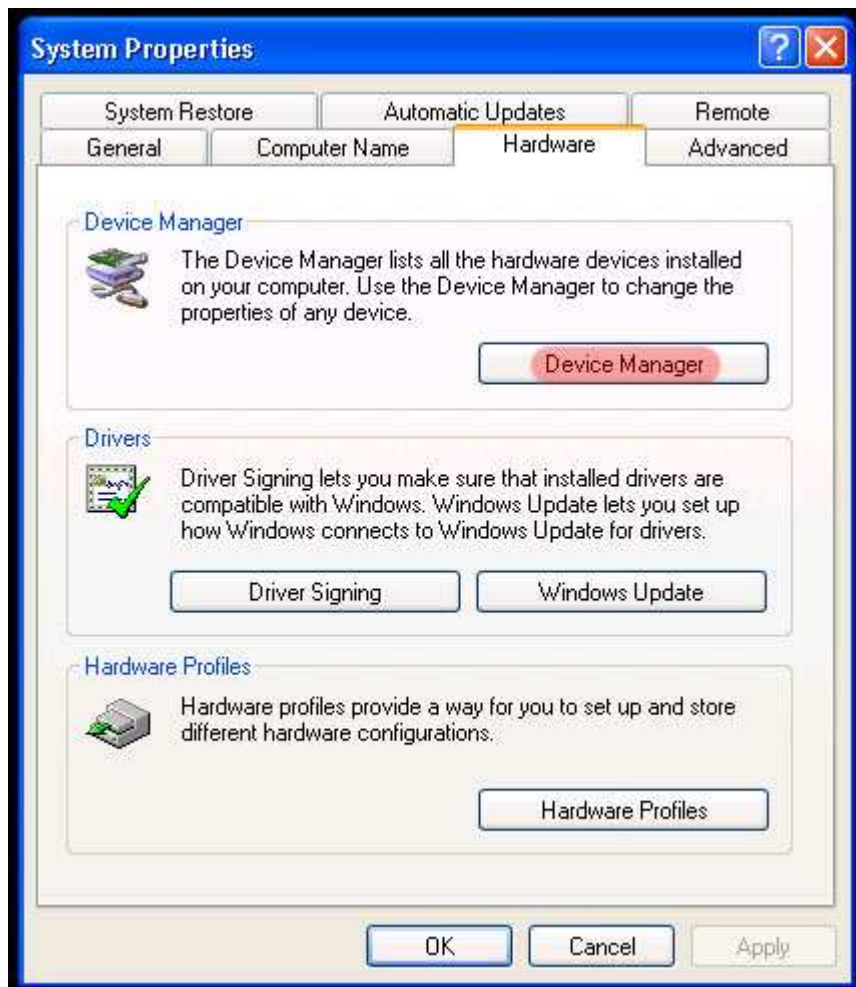 System Properties
System Restore Automatic Updates Remote
General Computer Name Hardware Advanced
Device Manager
The Device Manager lists all the hardware devices installed
on your computer. Use the Device Manager to change the
properties of any device.
Device Manager
Drivers
Driver Signing lets you make sure that installed drivers are
compatible with Windows. Windows Update lets you set up
how Windows connects to Windows Update for drivers.
Driver Signing Windows Update
Hardware Profiles
Hardware profiles provide a way for you to set up and store
different hardware configurations.
Hardware Profiles
OK Cancel Apply